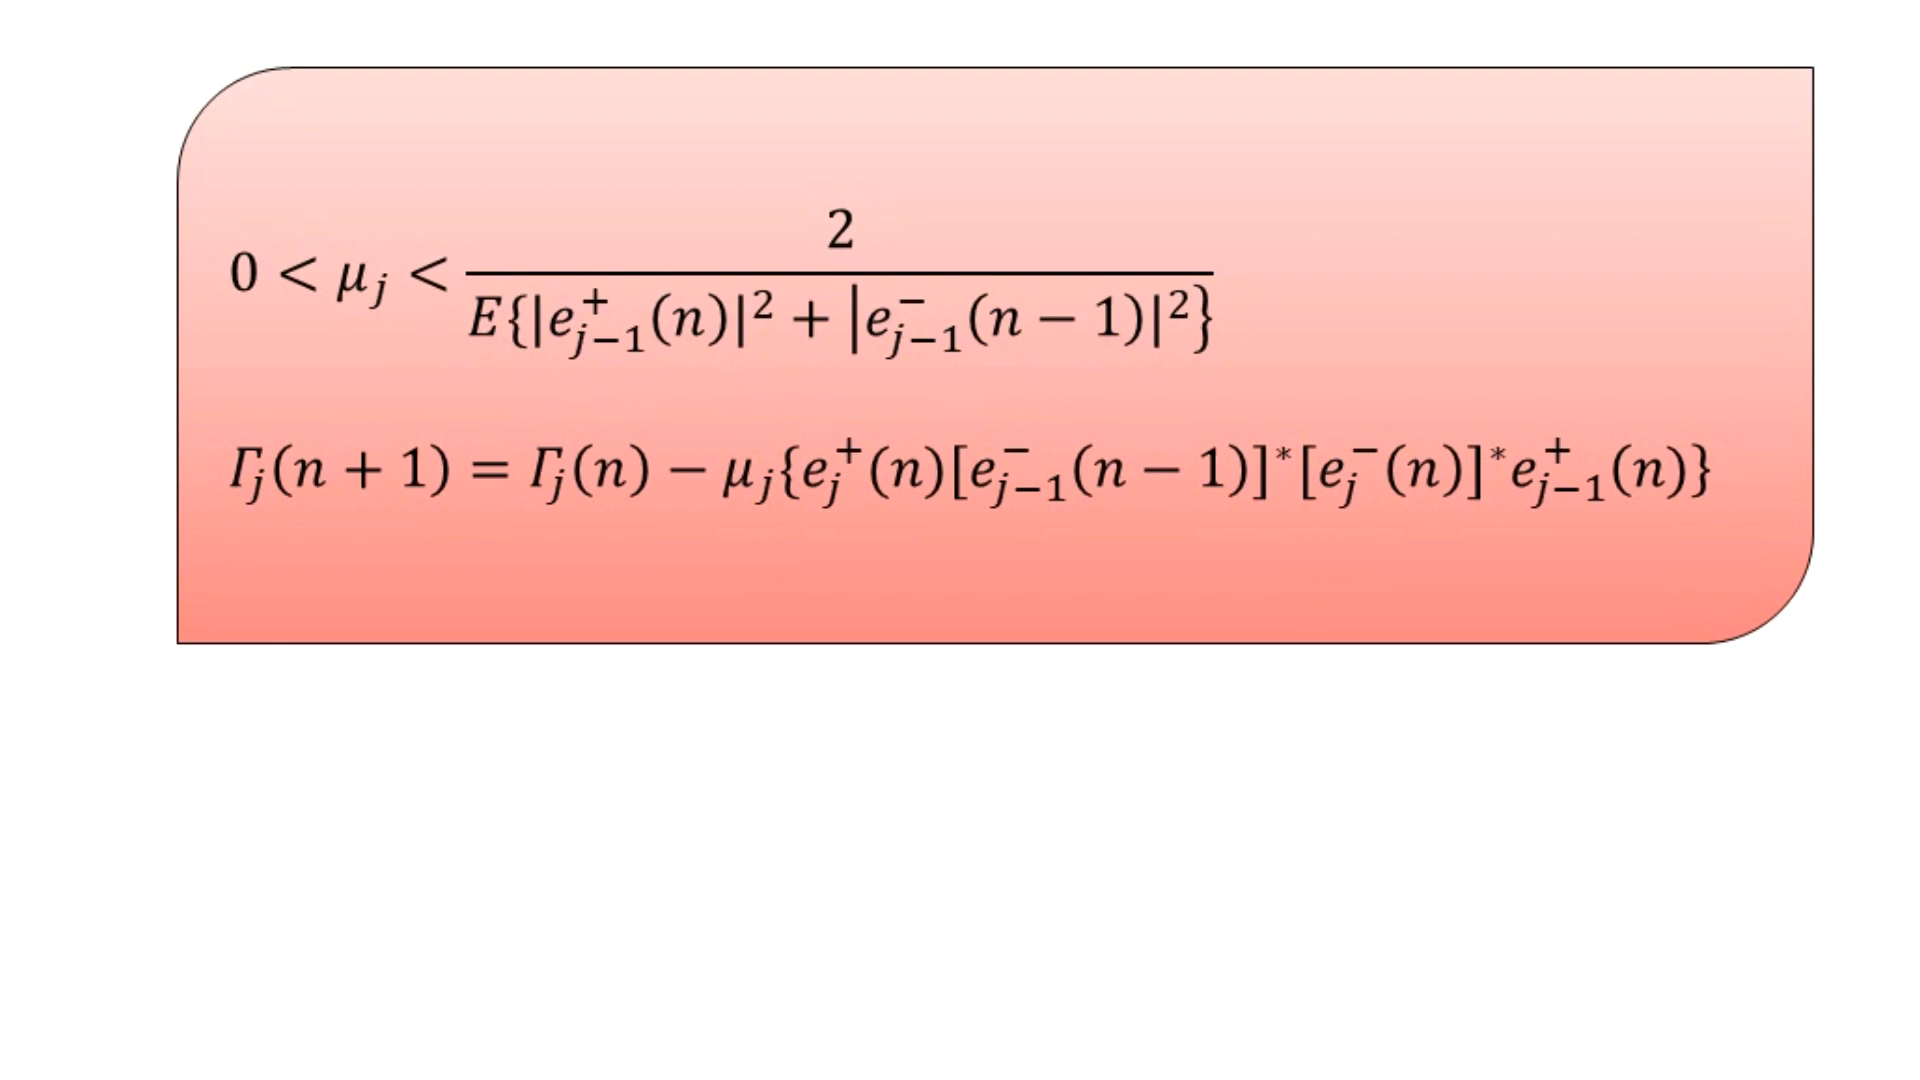 0 < μ_j < 2 / E{|e_{j−1}^+(n)|^2 + |e_{j−1}^−(n − 1)|^2}
Γ_j(n + 1) = Γ_j(n) − μ_j{e_j^+(n)[e_{j−1}^−(n − 1)]^*[e_j^−(n)]^*e_{j−1}^+(n)}